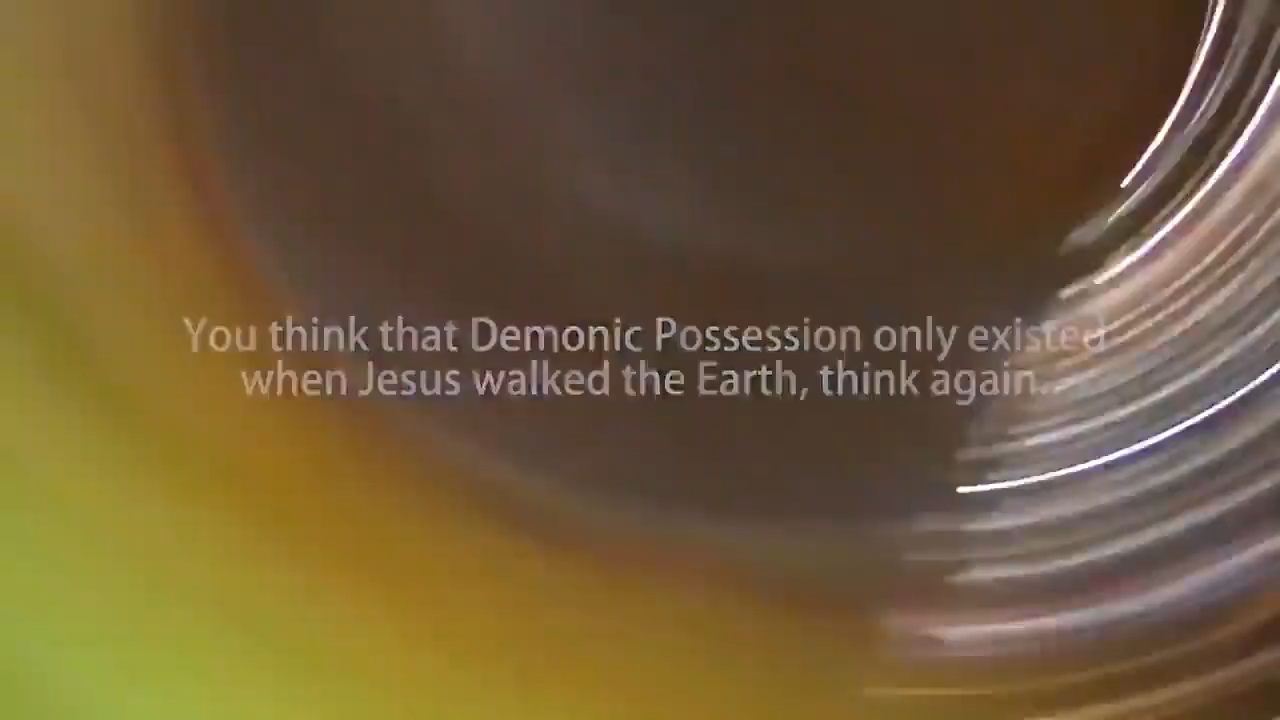 You think that Demonic Possession only existed
when Jesus walked the Earth, think again...